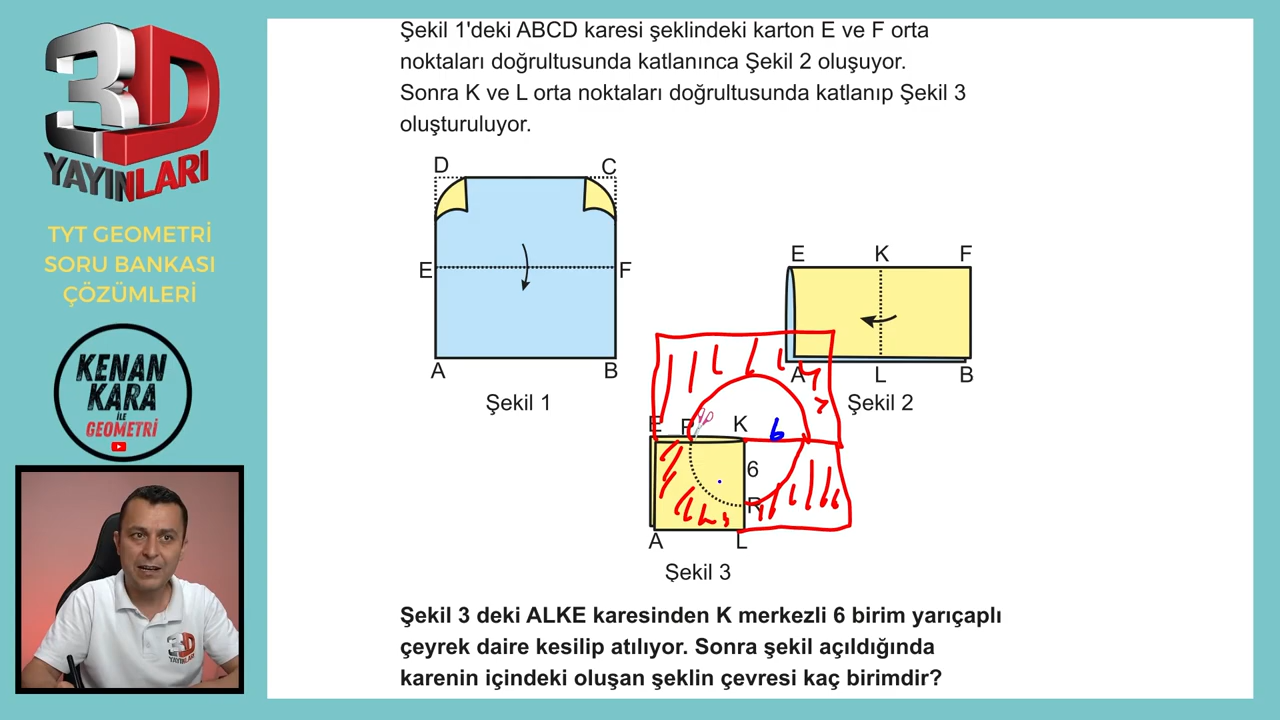 3D
YAYINLARI
TYT GEOMETRİ
SORU BANKASI
ÇÖZÜMLERİ
KENAN
KARA
İLE
GEOMETRİ
3D
YAYINLARI
Şekil 1'deki ABCD karesi şeklindeki karton E ve F orta
noktaları doğrultusunda katlanınca Şekil 2 oluşuyor.
Sonra K ve L orta noktaları doğrultusunda katlanıp Şekil 3
oluşturuluyor.
D C
E F
A B
Şekil 1
E K F
A L B
Şekil 2
E P K
6
6
R
A L
Şekil 3
Şekil 3 deki ALKE karesinden K merkezli 6 birim yarıçaplı
çeyrek daire kesilip atılıyor. Sonra şekil açıldığında
karenin içindeki oluşan şeklin çevresi kaç birimdir?